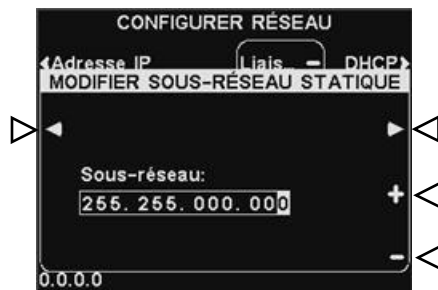 CONFIGURER RÉSEAU
Adresse IP Liais_ DHCP
MODIFIER SOUS-RÉSEAU STATIQUE
Sous-réseau:
255. 255. 000. 000
+
-
0.0.0.0